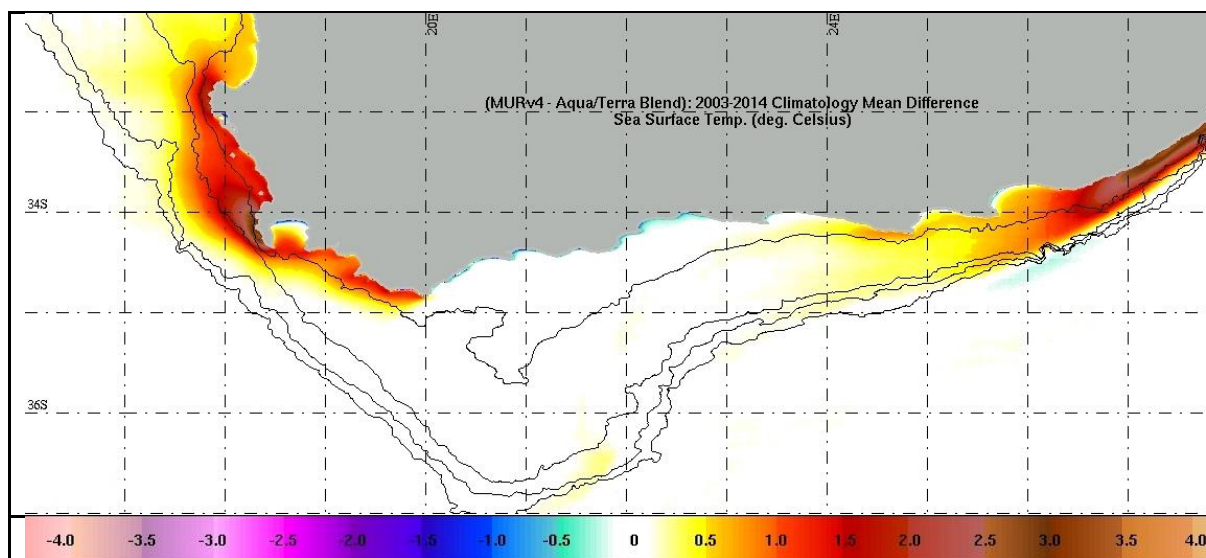 20E
24E
(MURv4 - Aqua/Terra Blend): 2003-2014 Climatology Mean Difference
Sea Surface Temp. (deg. Celsius)
34S
36S
-4.0 -3.5 -3.0 -2.5 -2.0 -1.5 -1.0 -0.5 0 0.5 1.0 1.5 2.0 2.5 3.0 3.5 4.0